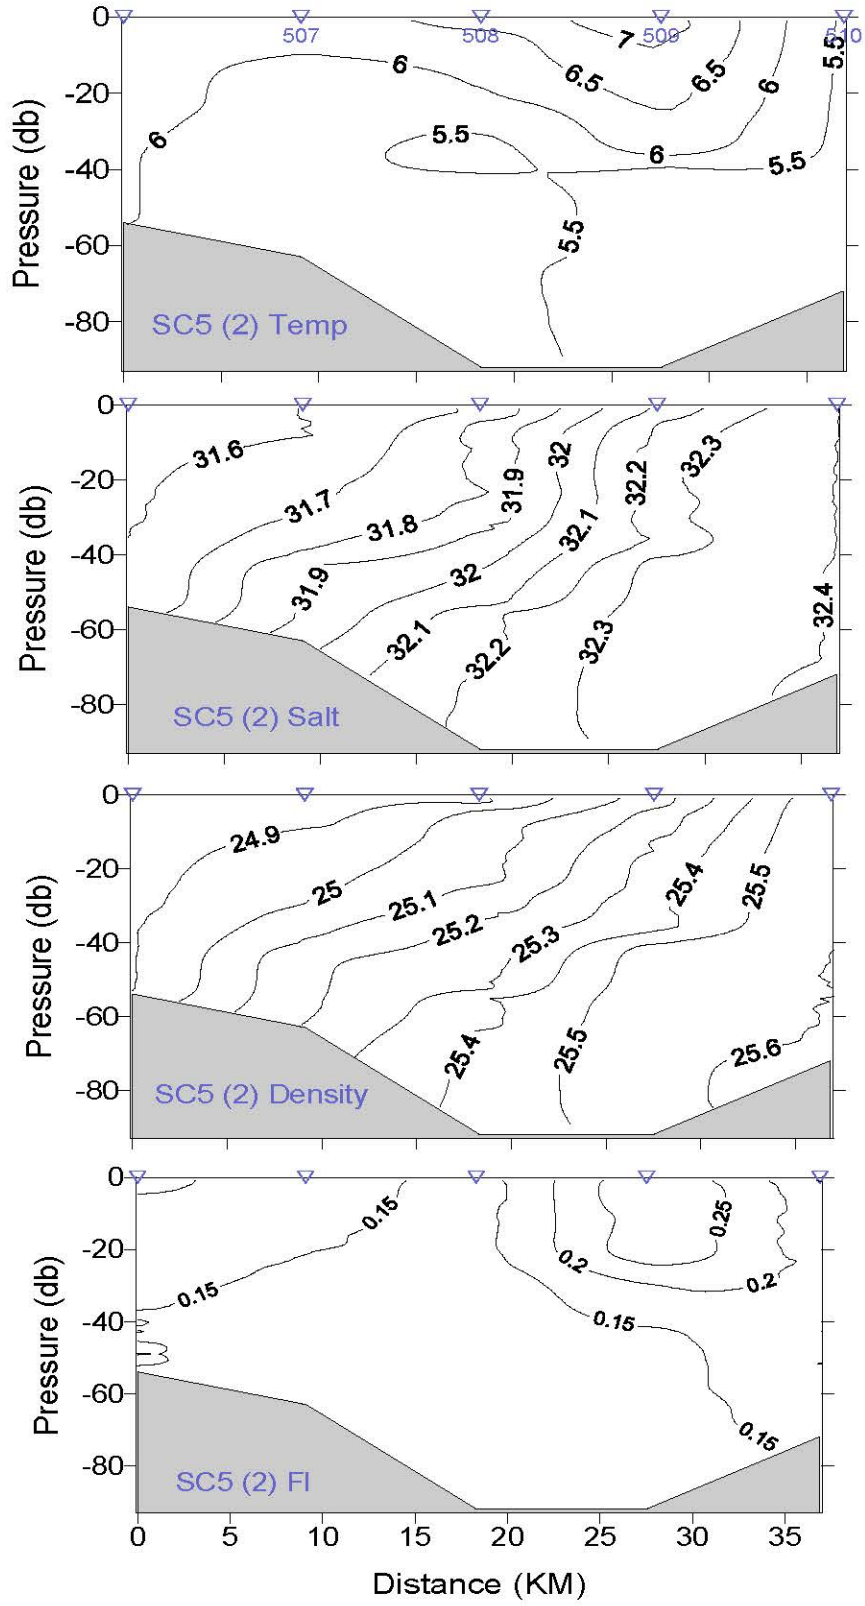 0
507 508 509 510
7
6 6.5 6.5 6 5.5
-20
6
5.5 6 5.5
-40
5.5
-60
-80
Pressure (db)
SC5 (2) Temp
0
31.6 32 32.3
31.9 32.2
-20
31.7
31.8 32.1
-40
32
31.9
32.4
-60
32.1 32.3
32.2
-80
Pressure (db)
SC5 (2) Salt
0
24.9
-20
25 25.4 25.5
25.1
25.2
25.3
-40
-60
25.4 25.5 25.6
-80
Pressure (db)
SC5 (2) Density
0
0.15 0.25
-20
0.2
0.2
0.15
-40
0.15
-60
0.15
-80
Pressure (db)
SC5 (2) Fl
0 5 10 15 20 25 30 35
Distance (KM)